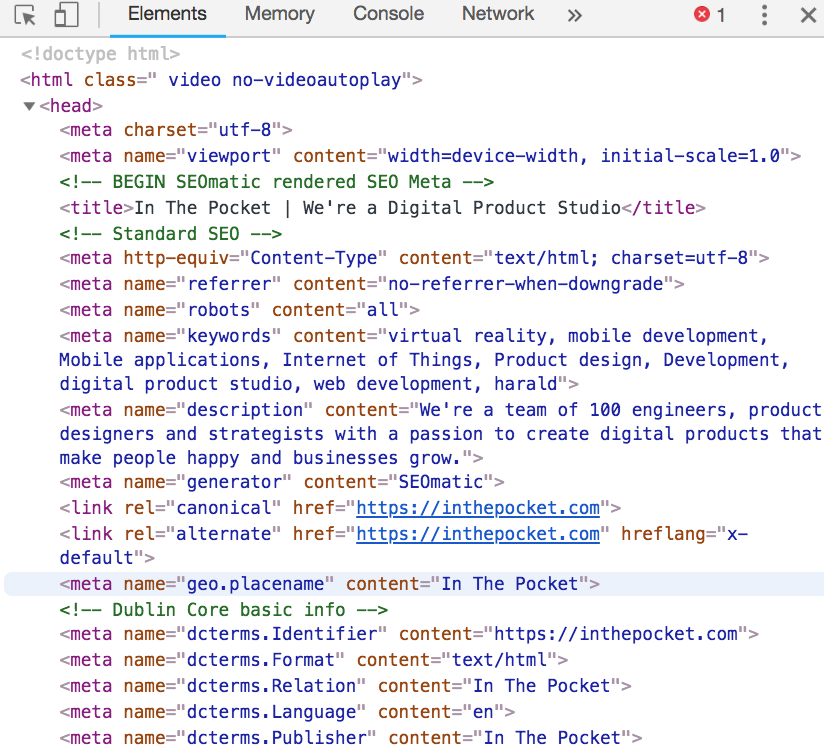 Elements Memory Console Network » 1
<!doctype html>
<html class=" video no-videoautoplay">
<head>
<meta charset="utf-8">
<meta name="viewport" content="width=device-width, initial-scale=1.0">
<!-- BEGIN SEOmatic rendered SEO Meta -->
<title>In The Pocket | We're a Digital Product Studio</title>
<!-- Standard SEO -->
<meta http-equiv="Content-Type" content="text/html; charset=utf-8">
<meta name="referrer" content="no-referrer-when-downgrade">
<meta name="robots" content="all">
<meta name="keywords" content="virtual reality, mobile development,
Mobile applications, Internet of Things, Product design, Development,
digital product studio, web development, harald">
<meta name="description" content="We're a team of 100 engineers, product
designers and strategists with a passion to create digital products that
make people happy and businesses grow.">
<meta name="generator" content="SEOmatic">
<link rel="canonical" href="https://inthepocket.com">
<link rel="alternate" href="https://inthepocket.com" hreflang="x-
default">
<meta name="geo.placename" content="In The Pocket">
<!-- Dublin Core basic info -->
<meta name="dcterms.Identifier" content="https://inthepocket.com">
<meta name="dcterms.Format" content="text/html">
<meta name="dcterms.Relation" content="In The Pocket">
<meta name="dcterms.Language" content="en">
<meta name="dcterms.Publisher" content="In The Pocket">